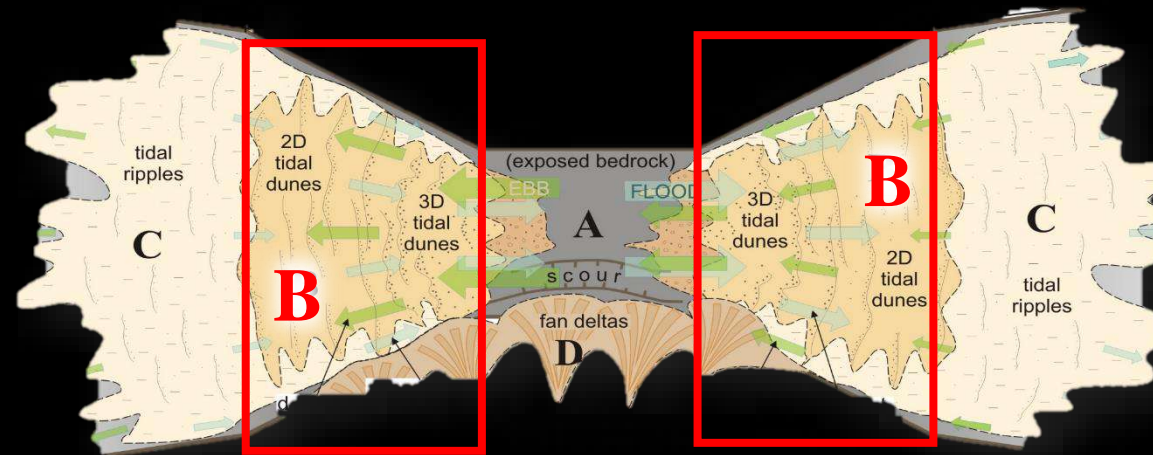 tidal
ripples
C
2D
tidal
dunes
B
3D
tidal
dunes
(exposed bedrock)
EBB
FLOOD
A
scour
fan deltas
D
3D
tidal
dunes
B
2D
tidal
dunes
C
tidal
ripples
d